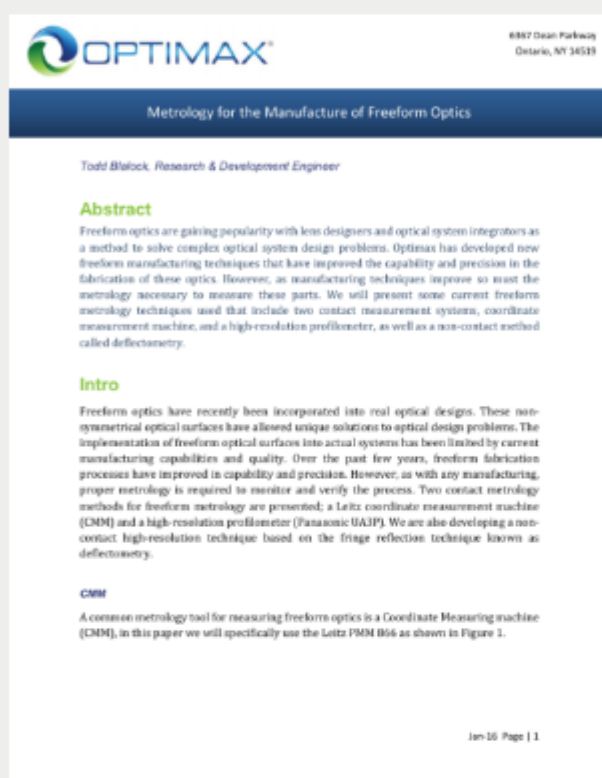 OPTIMAX®
6367 Dean Parkway
Ontario, NY 14519
Metrology for the Manufacture of Freeform Optics
Todd Blalock, Research & Development Engineer
Abstract
Freeform optics are gaining popularity with lens designers and optical system integrators as
a method to solve complex optical system design problems. Optimax has developed new
freeform manufacturing techniques that have improved the capability and precision in the
fabrication of these optics. However, as manufacturing techniques improve so must the
metrology necessary to measure these parts. We will present some current freeform
metrology techniques used that include two contact measurement systems, coordinate
measurement machine, and a high-resolution profilometer, as well as a non-contact method
called deflectometry.
Intro
Freeform optics have recently been incorporated into real optical designs. These non-
symmetrical optical surfaces have allowed unique solutions to optical design problems. The
implementation of freeform optical surfaces into actual systems has been limited by current
manufacturing capabilities and quality. Over the past few years, freeform fabrication
processes have improved in capability and precision. However, as with any manufacturing,
proper metrology is required to monitor and verify the process. Two contact metrology
methods for freeform metrology are presented; a Leitz coordinate measurement machine
(CMM) and a high-resolution profilometer (Panasonic UA3P). We are also developing a non-
contact high-resolution technique based on the fringe reflection technique known as
deflectometry.
CMM
A common metrology tool for measuring freeform optics is a Coordinate Measuring machine
(CMM), in this paper we will specifically use the Leitz PMM 866 as shown in Figure 1.
Jan-16 Page | 1